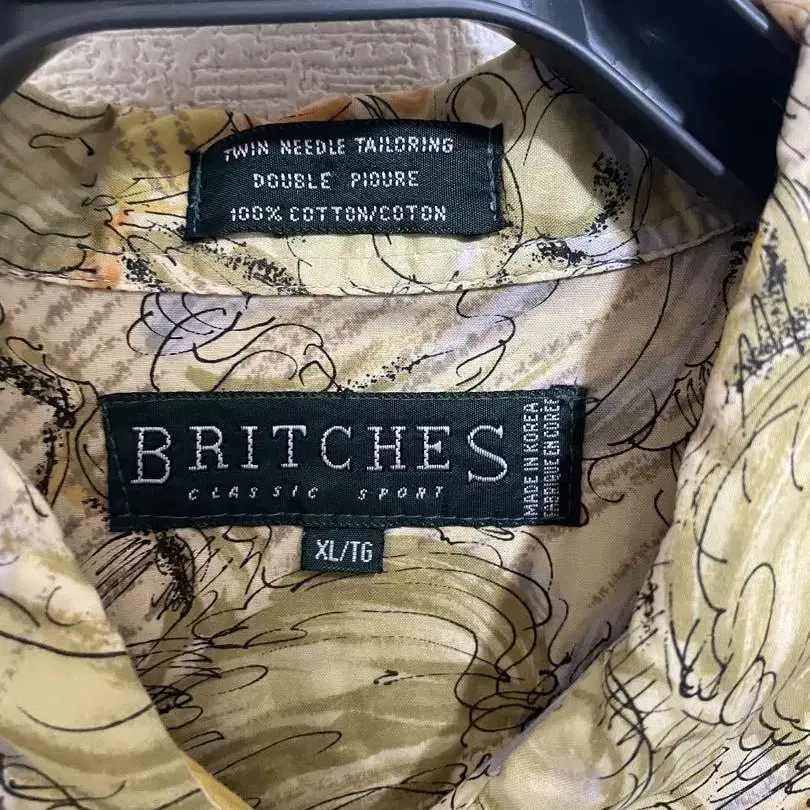 TWIN NEEDLE TAILORING
DOUBLE PIQURE
100% COTTON/COTON
BRITCHES
CLASSIC SPORT
MADE IN KOREA
FABRIQUE EN COREE
XL/TG